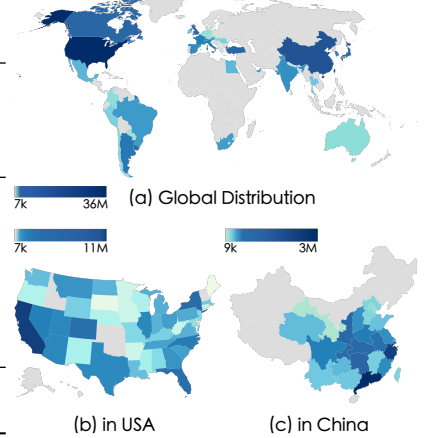 7k 36M
(a) Global Distribution
7k 11M
9k 3M
(b) in USA
(c) in China